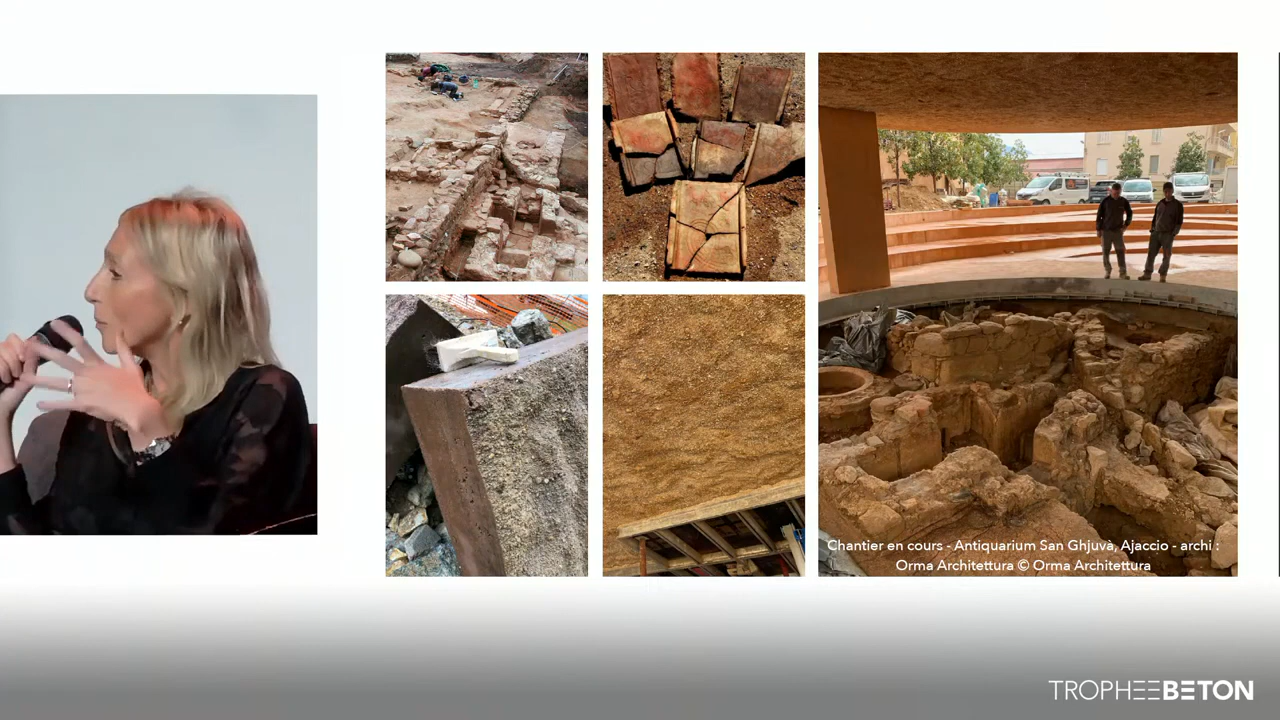 Chantier en cours - Antiquarium San Ghjuvà, Ajaccio - archi :
Orma Architettura © Orma Architettura
TROPHEEBETON